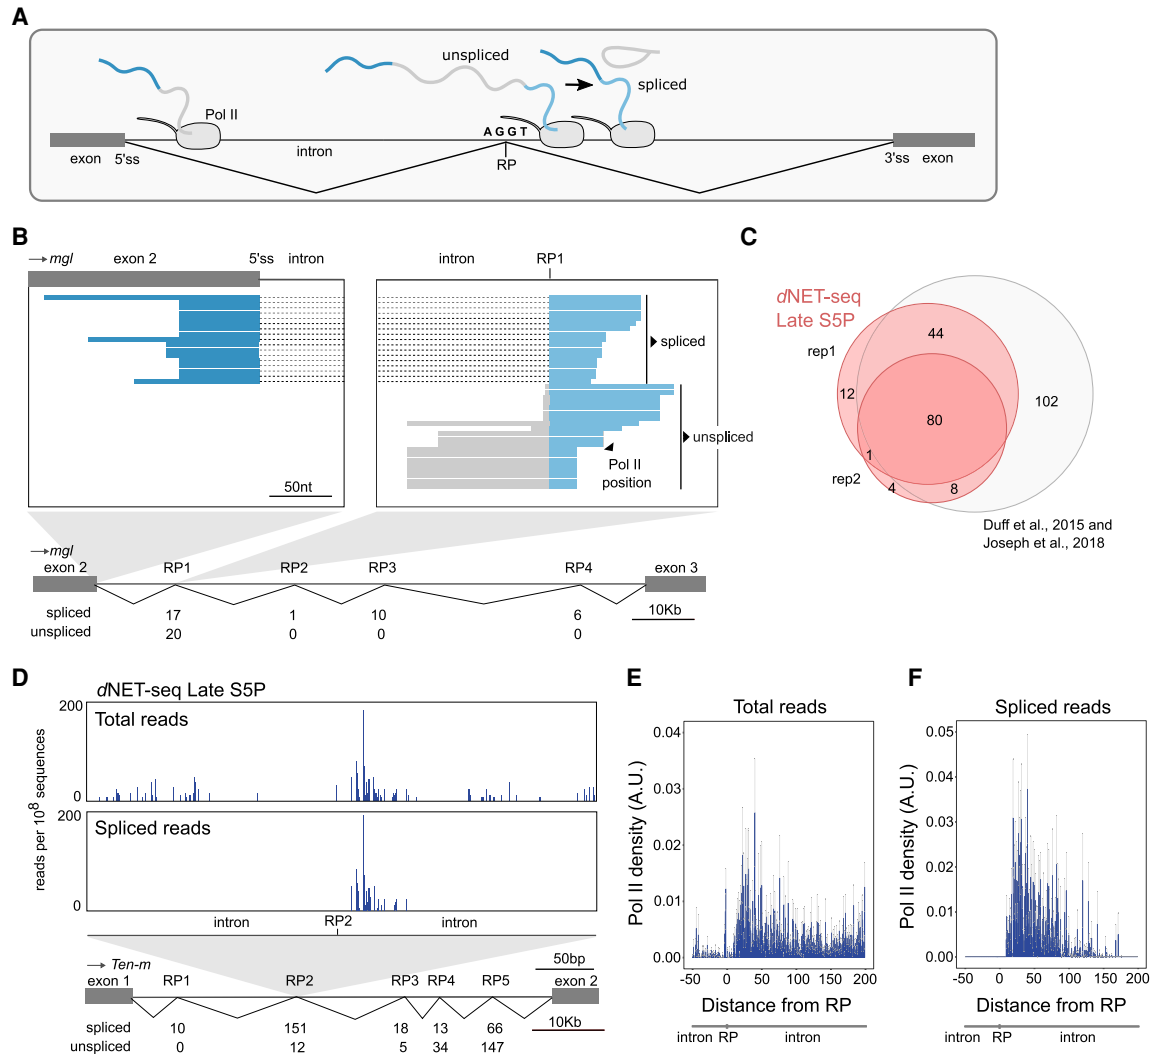 A
unspliced
spliced
Pol II
AGGT
exon
5'ss
intron
RP
3'ss
exon
B
→mgl
exon 2
5'ss
intron
50nt
intron
RP1
spliced
unspliced
Pol II
position
→mgl
exon 2
RP1
RP2
RP3
RP4
exon 3
spliced
17
1
10
6
10Kb
unspliced
20
0
0
0
C
dNET-seq
Late S5P
rep1
44
12
80
102
1
rep2
4
8
Duff et al., 2015 and
Joseph et al., 2018
D
dNET-seq Late S5P
200
Total reads
0
200
Spliced reads
0
reads per 10⁸ sequences
intron
RP2
intron
50bp
→ Ten-m
exon 1
RP1
RP2
RP3
RP4
RP5
exon 2
10Kb
spliced
10
151
18
13
66
unspliced
0
12
5
34
147
E
Total reads
Pol II density (A.U.)
0.04
0.03
0.02
0.01
0.00
-50
0
50
100
150
200
Distance from RP
intron
RP
intron
F
Spliced reads
Pol II density (A.U.)
0.05
0.04
0.03
0.02
0.01
0.00
-50
0
50
100
150
200
Distance from RP
intron
RP
intron